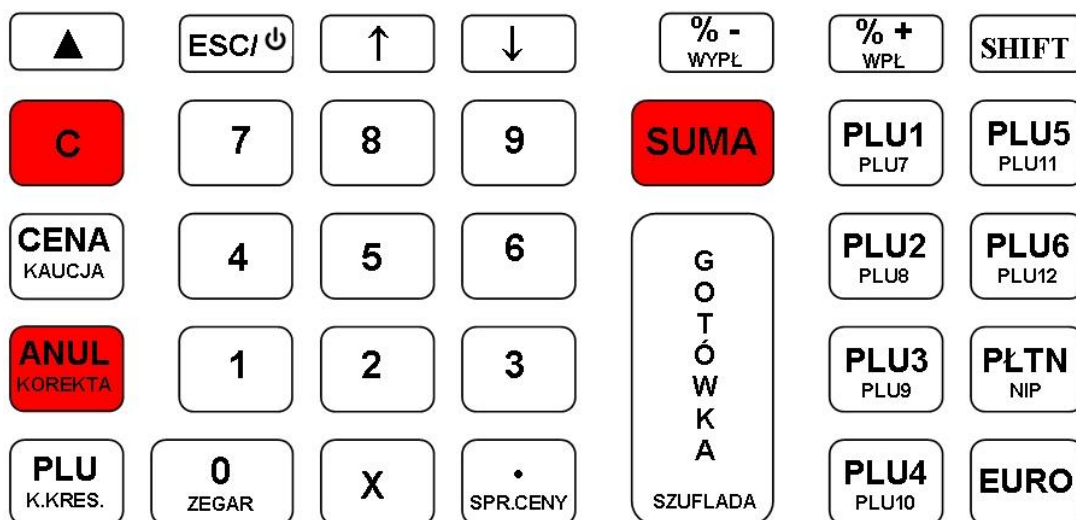 ▲ ESC/⏻ ↑ ↓ % - % + SHIFT
WYPŁ WPŁ
C 7 8 9 SUMA PLU1 PLU5
PLU7 PLU11
CENA 4 5 6 PLU2 PLU6
KAUCJA PLU8 PLU12
ANUL 1 2 3 PLU3 PŁTN
KOREKTA PLU9 NIP
GOTÓWKA
PLU 0 X . PLU4 EURO
K.KRES. ZEGAR SPR.CENY SZUFLADA PLU10